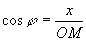 cos ℘ = x / OM